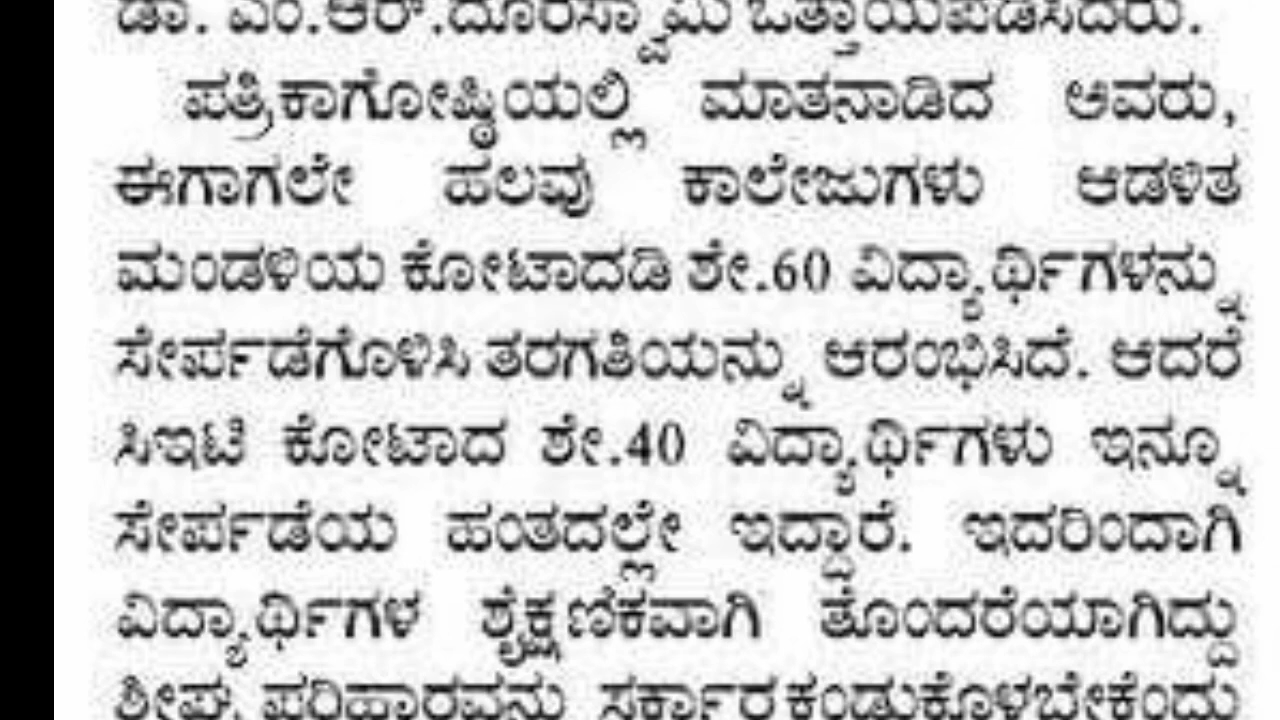 ಡಾ. ಎಂ.ಆರ್.ದೊರೆಸ್ವಾಮಿ ಒತ್ತಾಯಪಡಿಸಿದರು.
ಪತ್ರಿಕಾಗೋಷ್ಠಿಯಲ್ಲಿ ಮಾತನಾಡಿದ ಅವರು,
ಈಗಾಗಲೇ ಹಲವು ಕಾಲೇಜುಗಳು ಆಡಳಿತ
ಮಂಡಳಿಯ ಕೋಟಾದಡಿ ಶೇ.60 ವಿದ್ಯಾರ್ಥಿಗಳನ್ನು
ಸೇರ್ಪಡೆಗೊಳಿಸಿ ತರಗತಿಯನ್ನು ಆರಂಭಿಸಿದೆ. ಆದರೆ
ಸಿಇಟಿ ಕೋಟಾದ ಶೇ.40 ವಿದ್ಯಾರ್ಥಿಗಳು ಇನ್ನೂ
ಸೇರ್ಪಡೆಯ ಹಂತದಲ್ಲೇ ಇದ್ದಾರೆ. ಇದರಿಂದಾಗಿ
ವಿದ್ಯಾರ್ಥಿಗಳ ಶೈಕ್ಷಣಿಕವಾಗಿ ತೊಂದರೆಯಾಗಿದ್ದು
ಶೀಘ್ರ ಪರಿಹಾರವನ್ನು ಸರ್ಕಾರ ಕಂಡುಕೊಳ್ಳಬೇಕೆಂದು